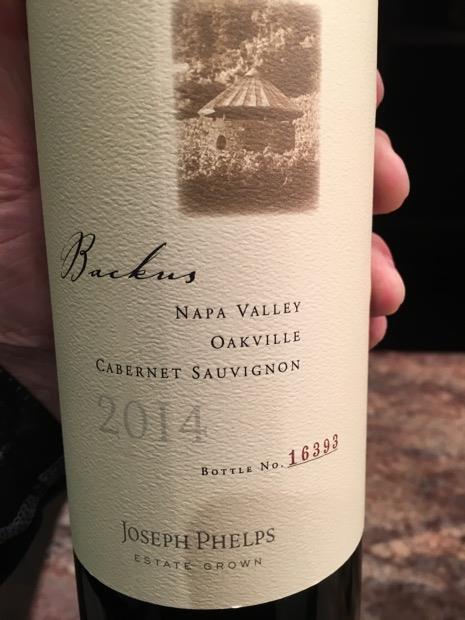 Backus
NAPA VALLEY
OAKVILLE
CABERNET SAUVIGNON
2014
BOTTLE NO. 16393
JOSEPH PHELPS
ESTATE GROWN